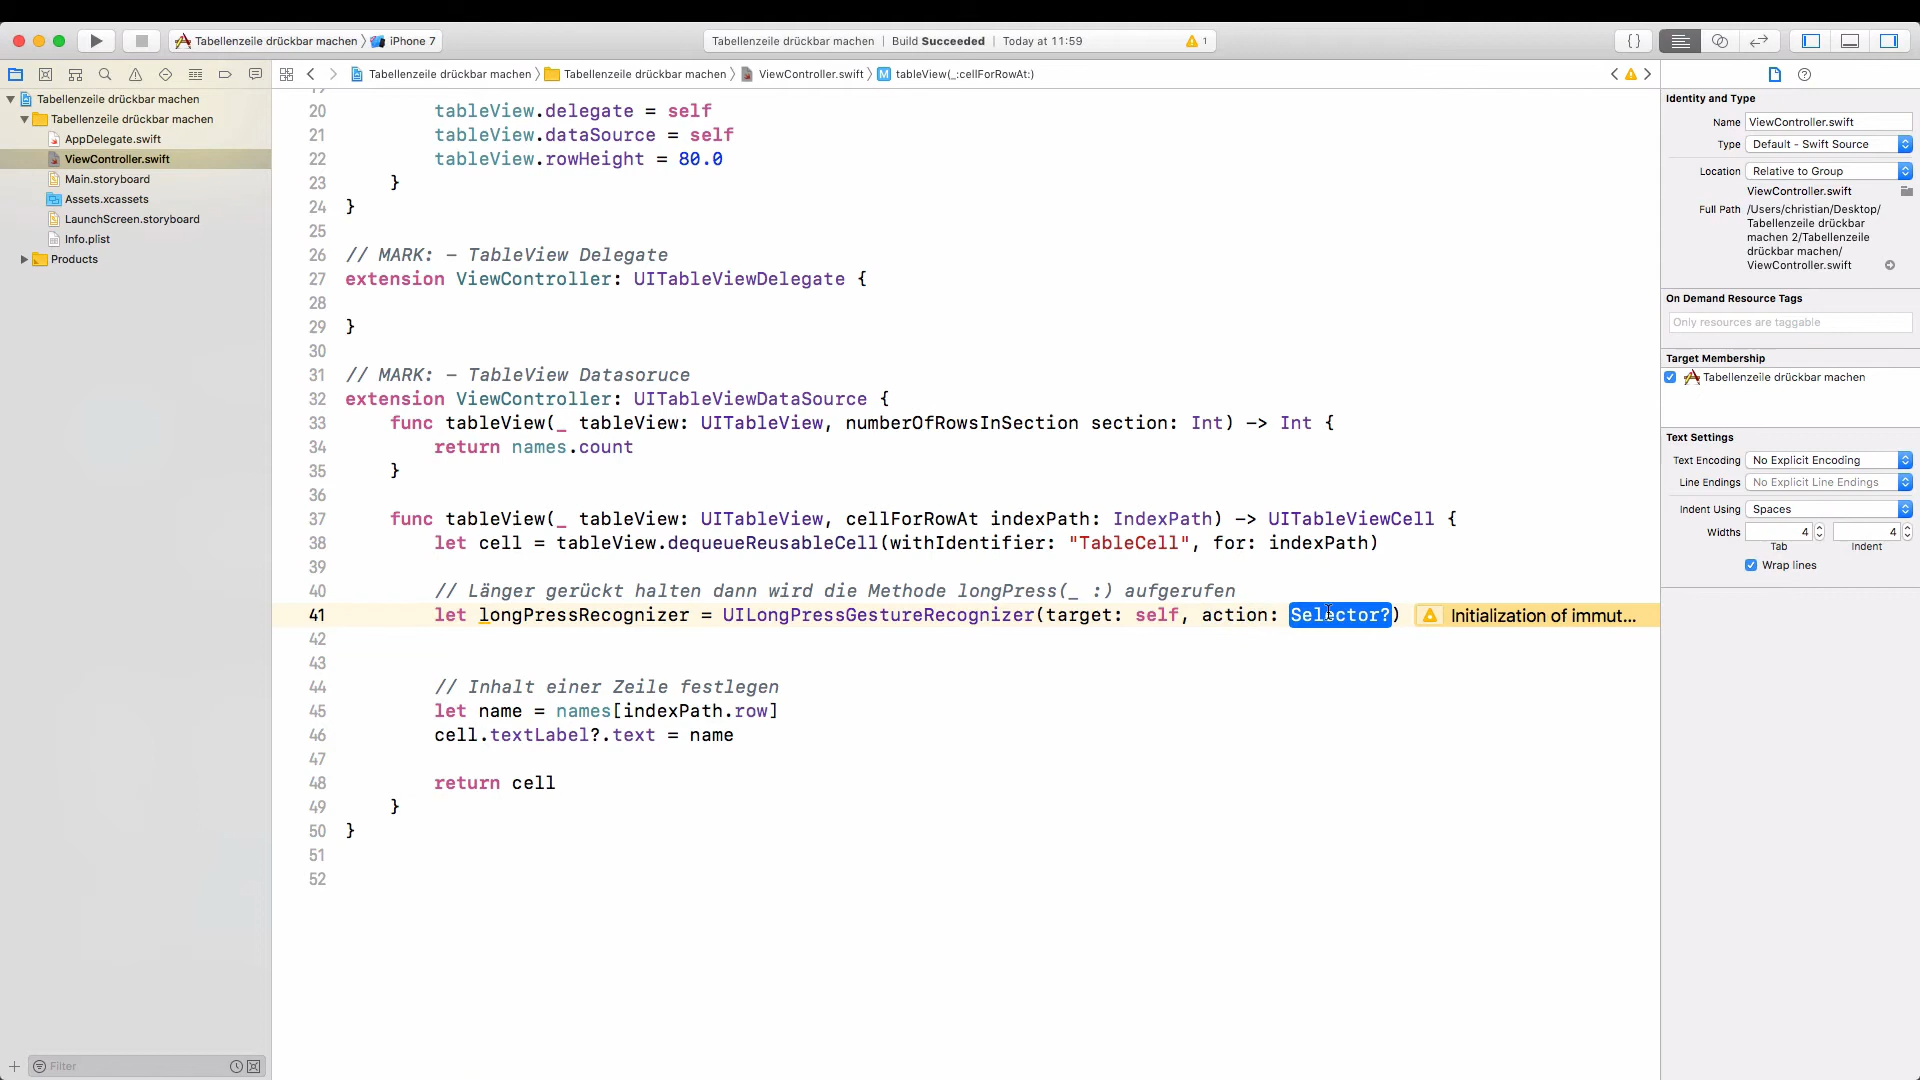 Tabellenzeile drückbar machen iPhone 7
Tabellenzeile drückbar machen Build Succeeded Today at 11:59 1
{ }
Tabellenzeile drückbar machen Tabellenzeile drückbar machen ViewController.swift M tableView(_:cellForRowAt:)
Tabellenzeile drückbar machen
Tabellenzeile drückbar machen
AppDelegate.swift
ViewController.swift
Main.storyboard
Assets.xcassets
LaunchScreen.storyboard
Info.plist
Products
Filter
20 tableView.delegate = self
21 tableView.dataSource = self
22 tableView.rowHeight = 80.0
23 }
24 }
25
26 // MARK: – TableView Delegate
27 extension ViewController: UITableViewDelegate {
28
29 }
30
31 // MARK: – TableView Datasoruce
32 extension ViewController: UITableViewDataSource {
33 func tableView(_ tableView: UITableView, numberOfRowsInSection section: Int) -> Int {
34 return names.count
35 }
36
37 func tableView(_ tableView: UITableView, cellForRowAt indexPath: IndexPath) -> UITableViewCell {
38 let cell = tableView.dequeueReusableCell(withIdentifier: "TableCell", for: indexPath)
39
40 // Länger gerückt halten dann wird die Methode longPress(_ :) aufgerufen
41 let longPressRecognizer = UILongPressGestureRecognizer(target: self, action: Selector?) Initialization of immut...
42
43
44 // Inhalt einer Zeile festlegen
45 let name = names[indexPath.row]
46 cell.textLabel?.text = name
47
48 return cell
49 }
50 }
51
52
Identity and Type
Name ViewController.swift
Type Default - Swift Source
Location Relative to Group
ViewController.swift
Full Path /Users/christian/Desktop/
Tabellenzeile drückbar
machen 2/Tabellenzeile
drückbar machen/
ViewController.swift
On Demand Resource Tags
Only resources are taggable
Target Membership
Tabellenzeile drückbar machen
Text Settings
Text Encoding No Explicit Encoding
Line Endings No Explicit Line Endings
Indent Using Spaces
Widths 4 4
Tab Indent
Wrap lines